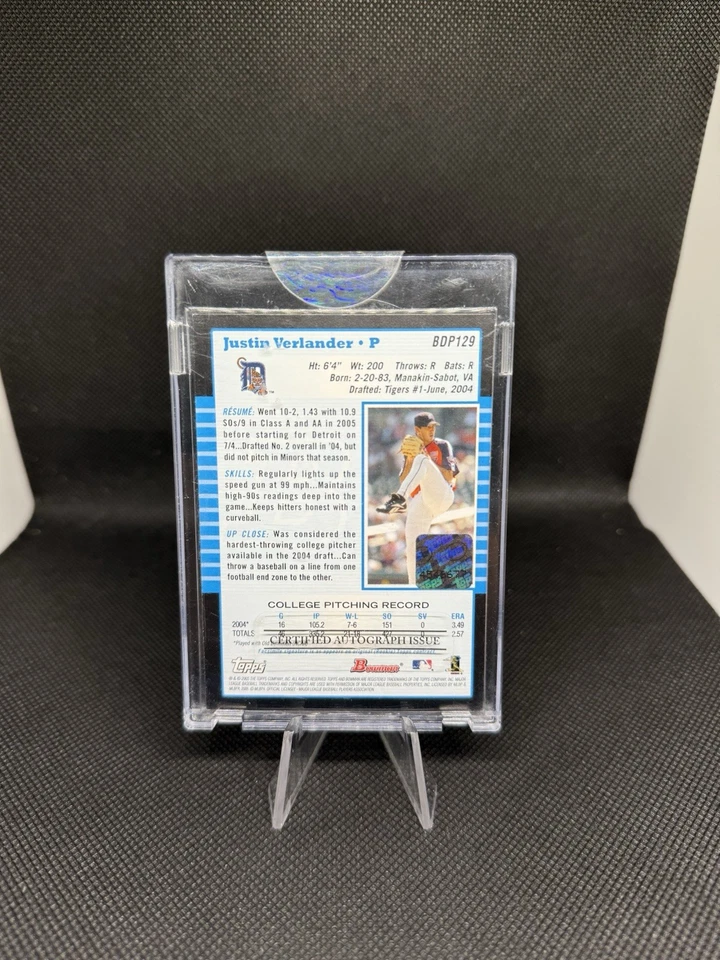 Justin Verlander • P
BDP129
Ht: 6'4" Wt: 200 Throws: R Bats: R
Born: 2-20-83, Manakin-Sabot, VA
Drafted: Tigers #1-June, 2004
RÉSUMÉ: Went 10-2, 1.43 with 10.9
SOs/9 in Class A and AA in 2005
before starting for Detroit on
7/4...Drafted No. 2 overall in '04, but
did not pitch in Minors that season.
SKILLS: Regularly lights up the
speed gun at 99 mph...Maintains
high-90s readings deep into the
game...Keeps hitters honest with a
curveball.
UP CLOSE: Was considered the
hardest-throwing college pitcher
available in the 2004 draft...Can
throw a baseball on a line from one
football end zone to the other.
COLLEGE PITCHING RECORD
G IP W-L SO SV ERA
2004* 16 105.2 7-6 151 0 3.49
TOTALS 21-18 427 0 2.57
CERTIFIED AUTOGRAPH ISSUE
Topps
Bowman